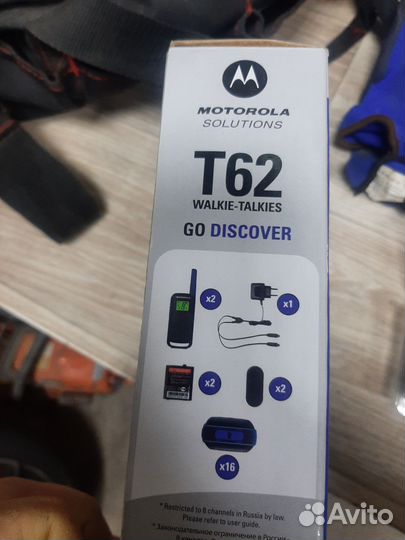 MOTOROLA
SOLUTIONS
T62
WALKIE-TALKIES
GO DISCOVER
x2
x1
x2
x2
x16
* Restricted to 8 channels in Russia by law.
Please refer to user guide.
* Законодательное ограничение в России
Avito